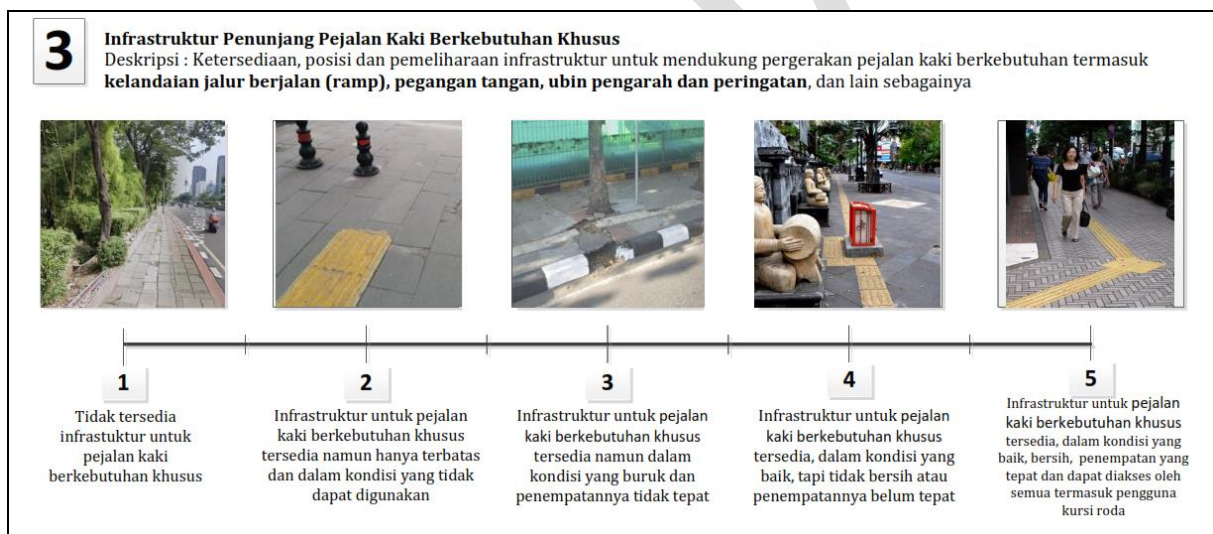 3
Infrastruktur Penunjang Pejalan Kaki Berkebutuhan Khusus
Deskripsi : Ketersediaan, posisi dan pemeliharaan infrastruktur untuk mendukung pergerakan pejalan kaki berkebutuhan termasuk
kelandaian jalur berjalan (ramp), pegangan tangan, ubin pengarah dan peringatan, dan lain sebagainya
1
Tidak tersedia
infrastuktur untuk
pejalan kaki
berkebutuhan khusus
2
Infrastruktur untuk pejalan
kaki berkebutuhan khusus
tersedia namun hanya terbatas
dan dalam kondisi yang tidak
dapat digunakan
3
Infrastruktur untuk pejalan
kaki berkebutuhan khusus
tersedia namun dalam
kondisi yang buruk dan
penempatannya tidak tepat
4
Infrastruktur untuk pejalan
kaki berkebutuhan khusus
tersedia, dalam kondisi yang
baik, tapi tidak bersih atau
penempatannya belum tepat
5
Infrastruktur untuk pejalan
kaki berkebutuhan khusus
tersedia, dalam kondisi yang
baik, bersih, penempatan yang
tepat dan dapat diakses oleh
semua termasuk pengguna
kursi roda